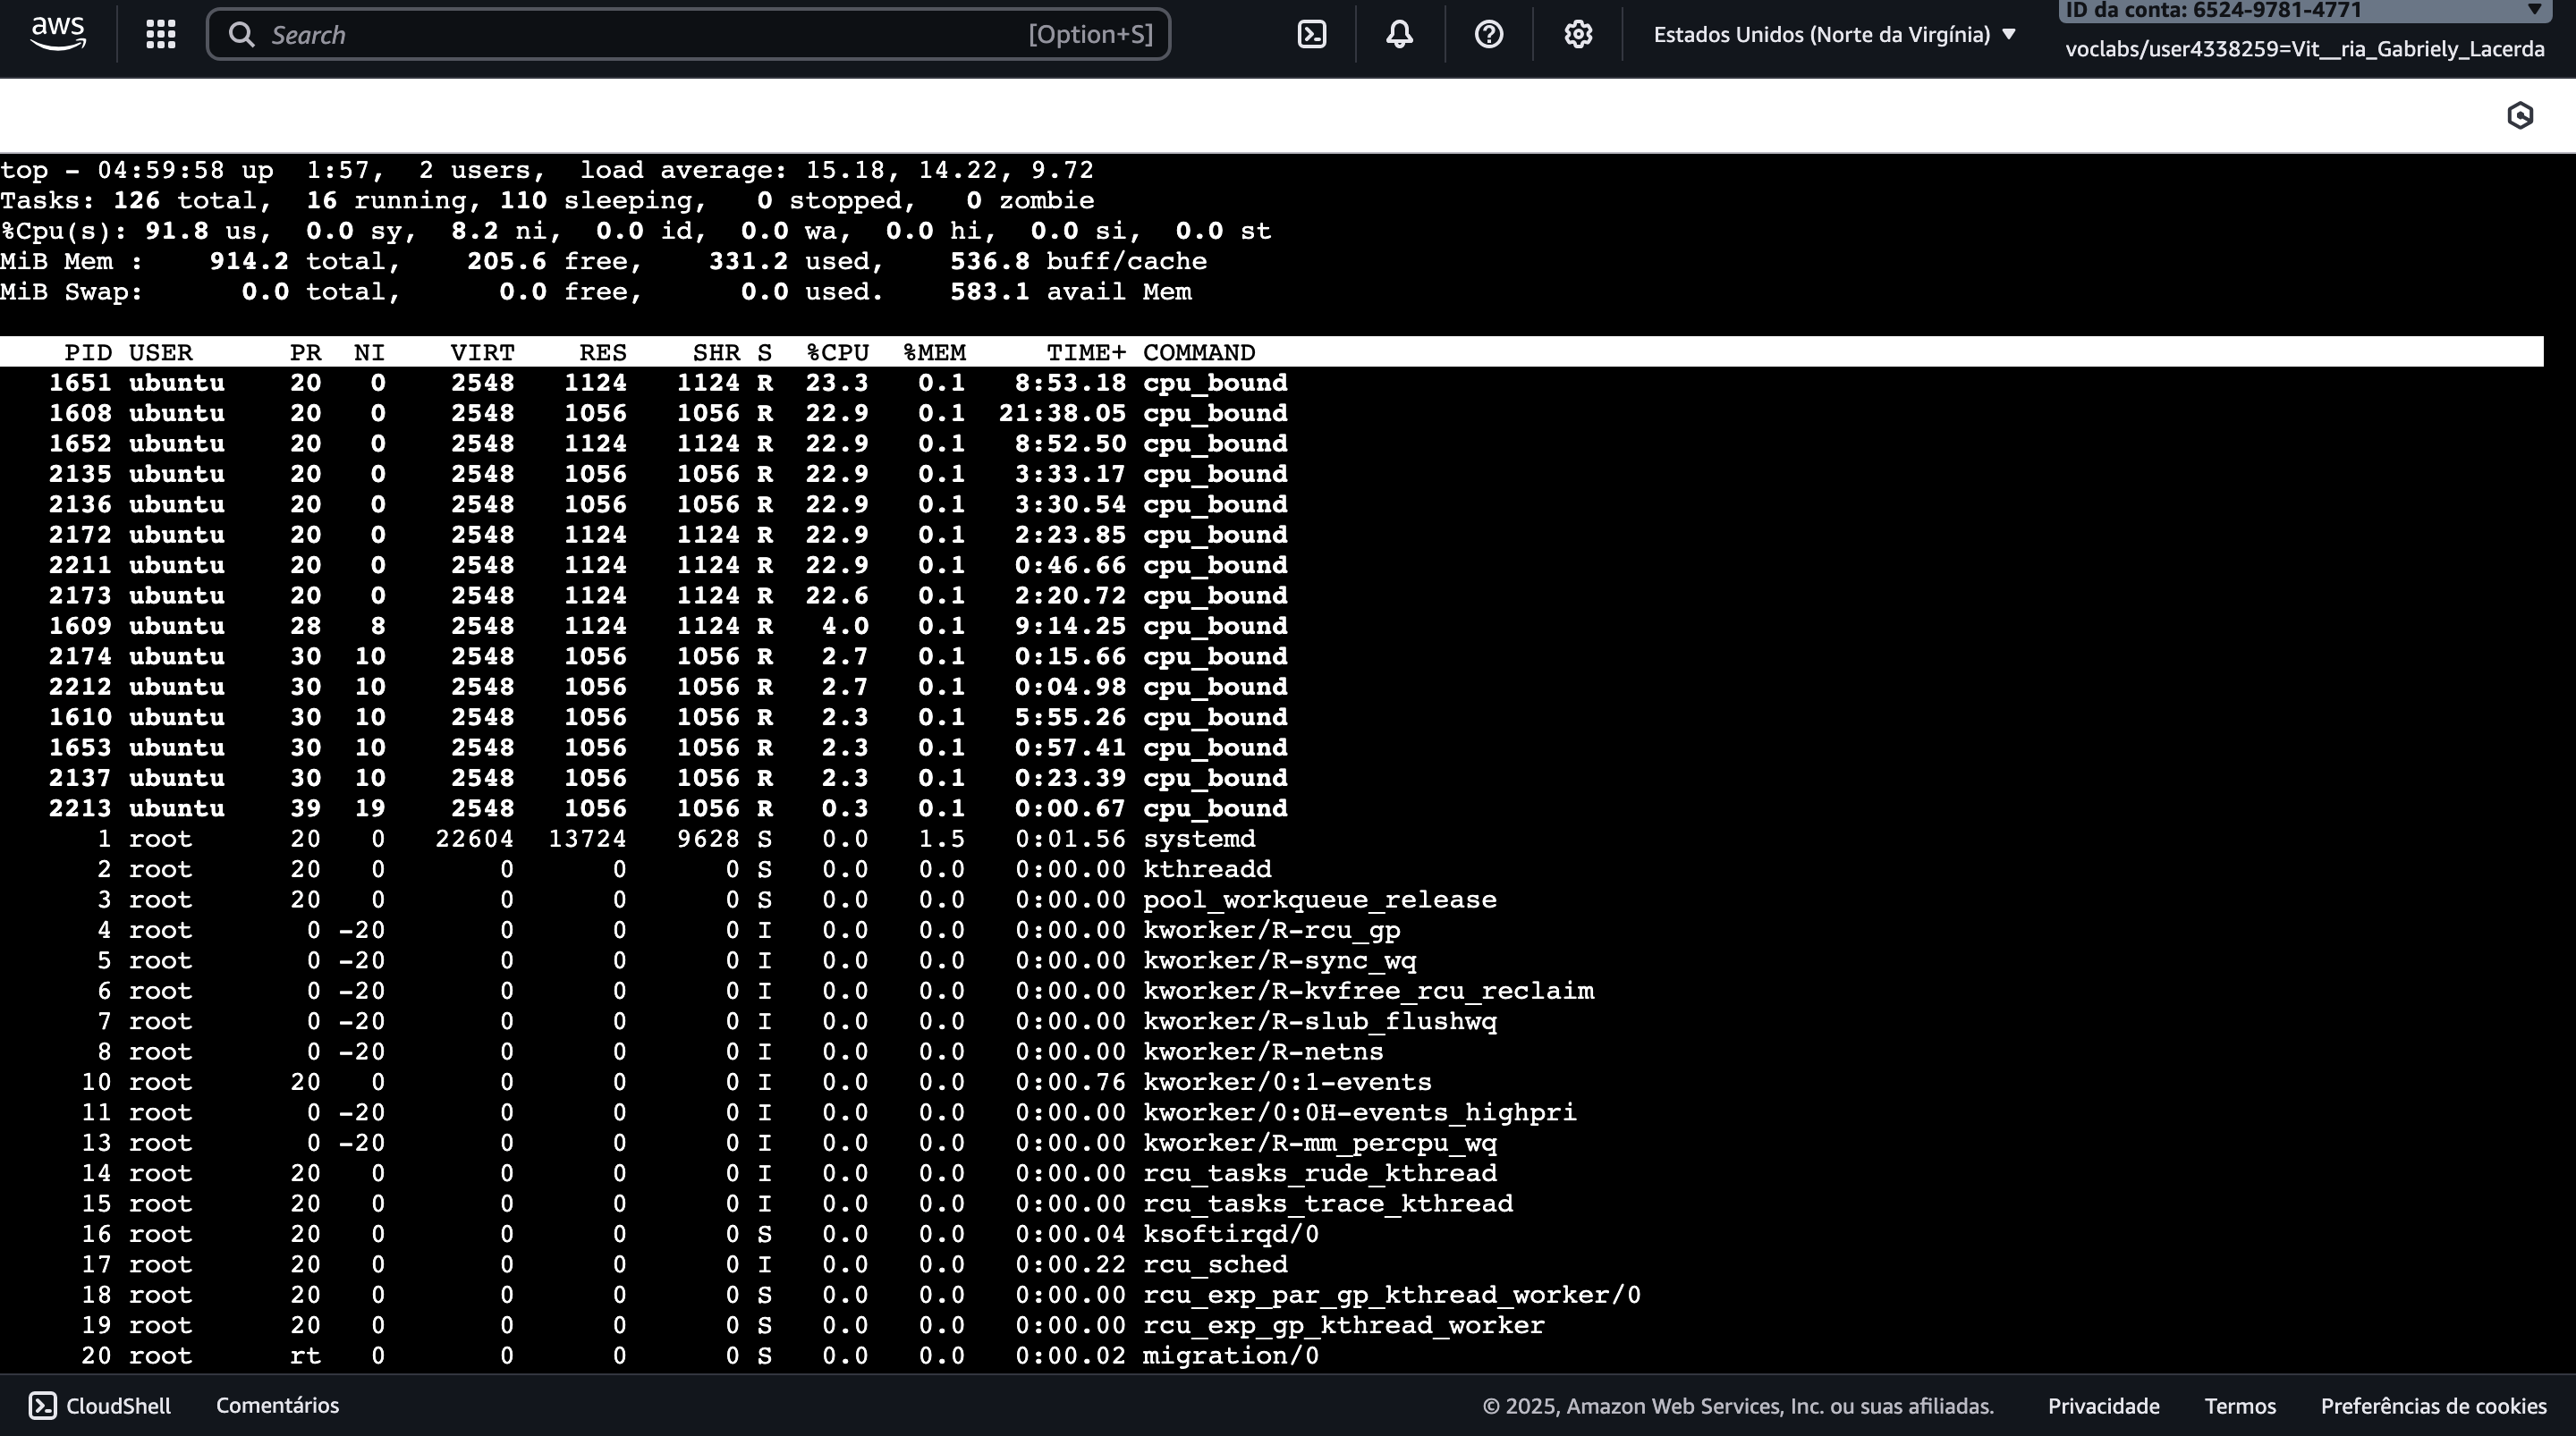 aws
Search [Option+S]
Estados Unidos (Norte da Virgínia) ▼
ID da conta: 6524-9781-4771 ▼
voclabs/user4338259=Vit__ria_Gabriely_Lacerda
top - 04:59:58 up  1:57,  2 users,  load average: 15.18, 14.22, 9.72
Tasks: 126 total,  16 running, 110 sleeping,   0 stopped,   0 zombie
%Cpu(s): 91.8 us,  0.0 sy,  8.2 ni,  0.0 id,  0.0 wa,  0.0 hi,  0.0 si,  0.0 st
MiB Mem :    914.2 total,    205.6 free,    331.2 used,    536.8 buff/cache
MiB Swap:      0.0 total,      0.0 free,      0.0 used.    583.1 avail Mem
PID USER      PR  NI    VIRT    RES    SHR S  %CPU  %MEM     TIME+ COMMAND
1651 ubuntu    20   0    2548   1124   1124 R  23.3   0.1   8:53.18 cpu_bound
1608 ubuntu    20   0    2548   1056   1056 R  22.9   0.1  21:38.05 cpu_bound
1652 ubuntu    20   0    2548   1124   1124 R  22.9   0.1   8:52.50 cpu_bound
2135 ubuntu    20   0    2548   1056   1056 R  22.9   0.1   3:33.17 cpu_bound
2136 ubuntu    20   0    2548   1056   1056 R  22.9   0.1   3:30.54 cpu_bound
2172 ubuntu    20   0    2548   1124   1124 R  22.9   0.1   2:23.85 cpu_bound
2211 ubuntu    20   0    2548   1124   1124 R  22.9   0.1   0:46.66 cpu_bound
2173 ubuntu    20   0    2548   1124   1124 R  22.6   0.1   2:20.72 cpu_bound
1609 ubuntu    28   8    2548   1124   1124 R   4.0   0.1   9:14.25 cpu_bound
2174 ubuntu    30  10    2548   1056   1056 R   2.7   0.1   0:15.66 cpu_bound
2212 ubuntu    30  10    2548   1056   1056 R   2.7   0.1   0:04.98 cpu_bound
1610 ubuntu    30  10    2548   1056   1056 R   2.3   0.1   5:55.26 cpu_bound
1653 ubuntu    30  10    2548   1056   1056 R   2.3   0.1   0:57.41 cpu_bound
2137 ubuntu    30  10    2548   1056   1056 R   2.3   0.1   0:23.39 cpu_bound
2213 ubuntu    39  19    2548   1056   1056 R   0.3   0.1   0:00.67 cpu_bound
1 root      20   0   22604  13724   9628 S   0.0   1.5   0:01.56 systemd
2 root      20   0       0      0      0 S   0.0   0.0   0:00.00 kthreadd
3 root      20   0       0      0      0 S   0.0   0.0   0:00.00 pool_workqueue_release
4 root       0 -20       0      0      0 I   0.0   0.0   0:00.00 kworker/R-rcu_gp
5 root       0 -20       0      0      0 I   0.0   0.0   0:00.00 kworker/R-sync_wq
6 root       0 -20       0      0      0 I   0.0   0.0   0:00.00 kworker/R-kvfree_rcu_reclaim
7 root       0 -20       0      0      0 I   0.0   0.0   0:00.00 kworker/R-slub_flushwq
8 root       0 -20       0      0      0 I   0.0   0.0   0:00.00 kworker/R-netns
10 root      20   0       0      0      0 I   0.0   0.0   0:00.76 kworker/0:1-events
11 root       0 -20       0      0      0 I   0.0   0.0   0:00.00 kworker/0:0H-events_highpri
13 root       0 -20       0      0      0 I   0.0   0.0   0:00.00 kworker/R-mm_percpu_wq
14 root      20   0       0      0      0 I   0.0   0.0   0:00.00 rcu_tasks_rude_kthread
15 root      20   0       0      0      0 I   0.0   0.0   0:00.00 rcu_tasks_trace_kthread
16 root      20   0       0      0      0 S   0.0   0.0   0:00.04 ksoftirqd/0
17 root      20   0       0      0      0 I   0.0   0.0   0:00.22 rcu_sched
18 root      20   0       0      0      0 S   0.0   0.0   0:00.00 rcu_exp_par_gp_kthread_worker/0
19 root      20   0       0      0      0 S   0.0   0.0   0:00.00 rcu_exp_gp_kthread_worker
20 root      rt   0       0      0      0 S   0.0   0.0   0:00.02 migration/0
CloudShell Comentários © 2025, Amazon Web Services, Inc. ou suas afiliadas. Privacidade Termos Preferências de cookies